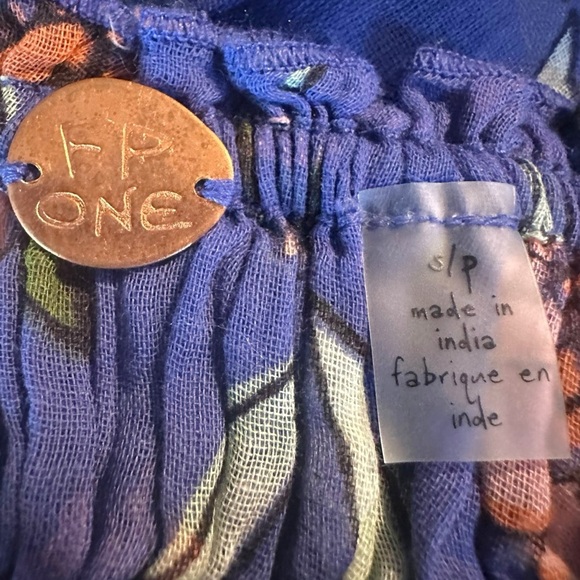 FP
ONE
s/p
made in
india
fabrique en
inde